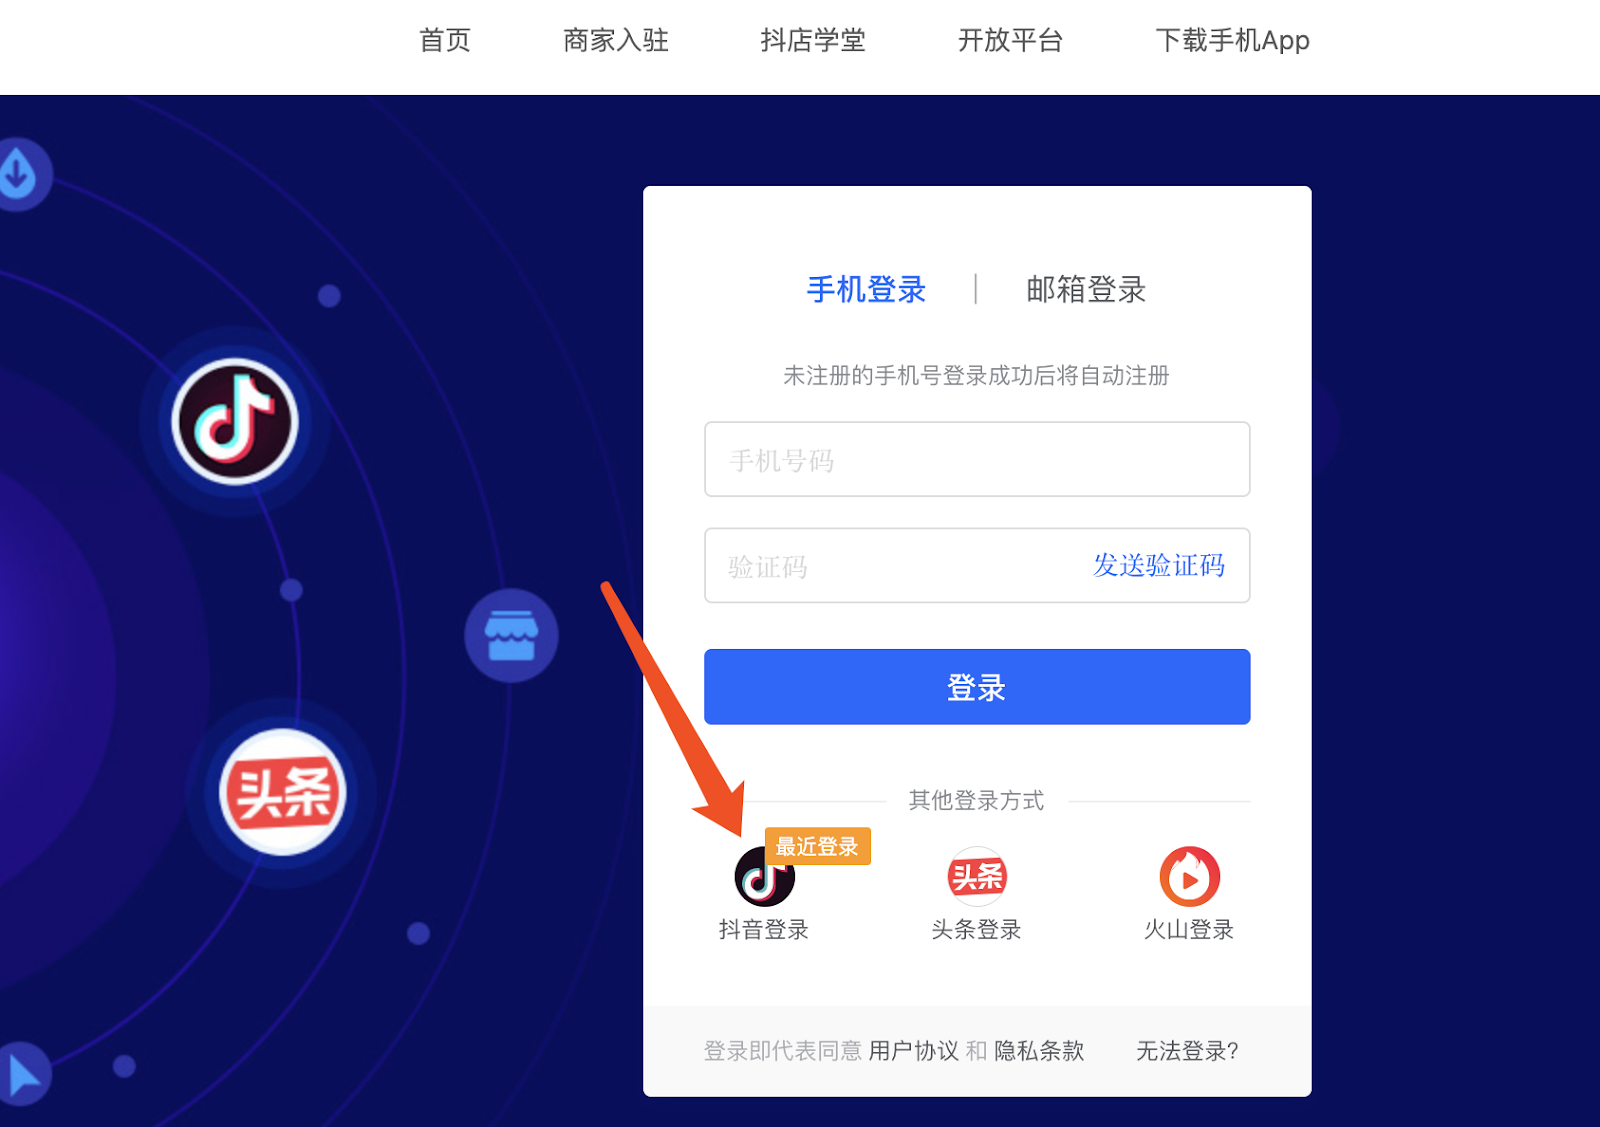 首页 商家入驻 抖店学堂 开放平台 下载手机App
手机登录 | 邮箱登录
未注册的手机号登录成功后将自动注册
手机号码
验证码 发送验证码
登录
头条
其他登录方式
最近登录
头条
抖音登录 头条登录 火山登录
登录即代表同意 用户协议 和 隐私条款 无法登录?